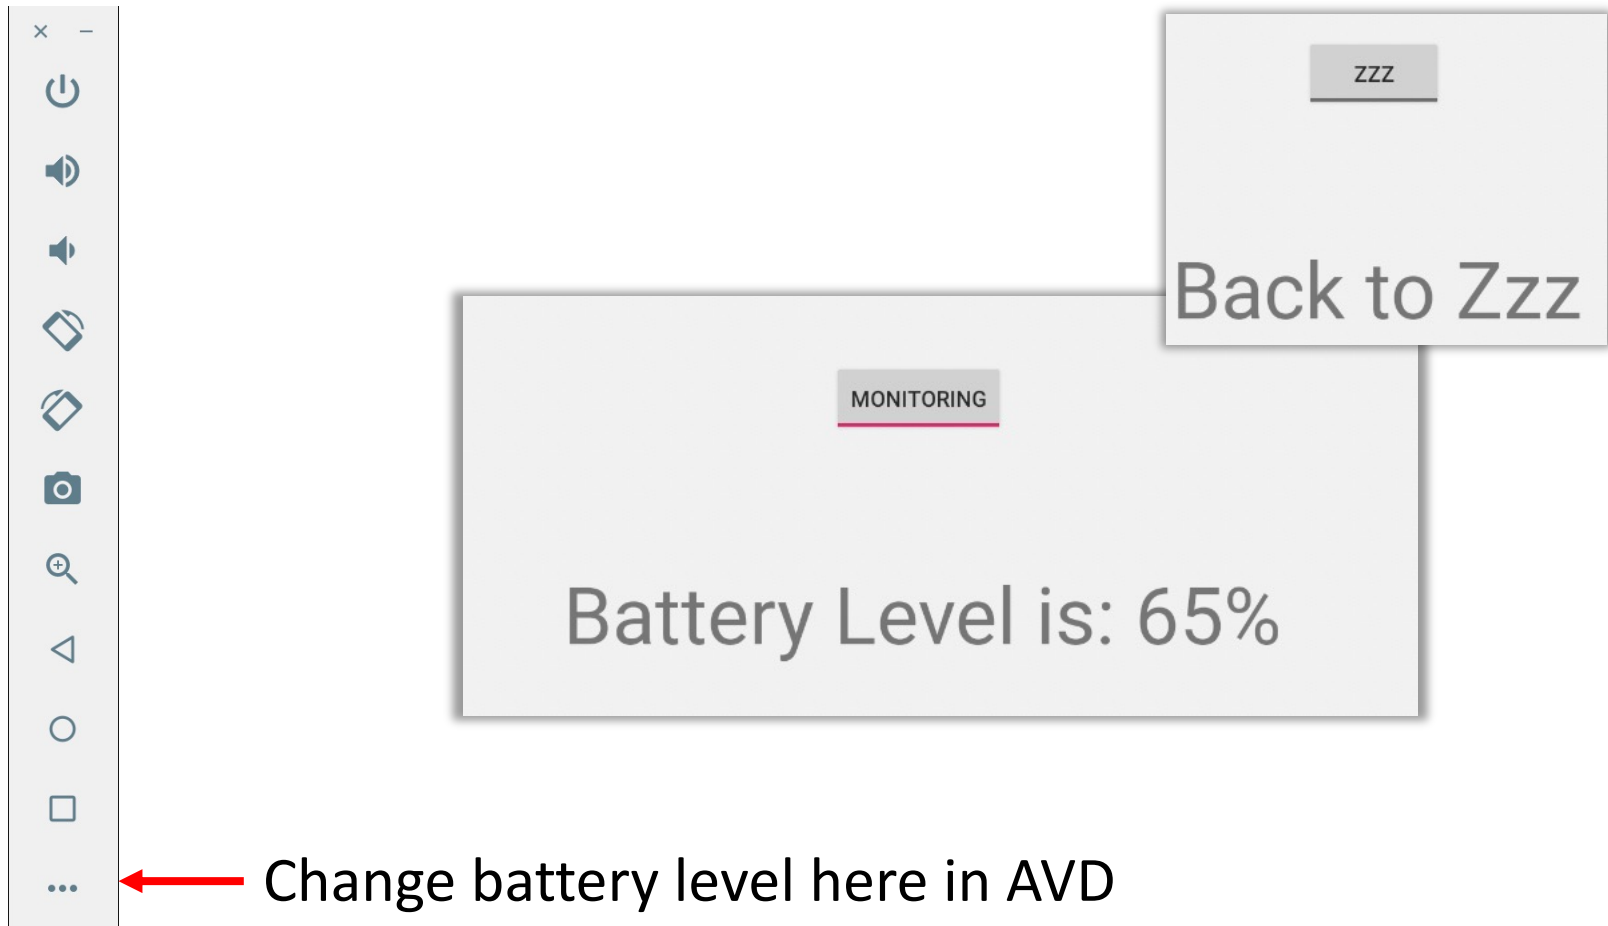 ZZZ
Back to Zzz
MONITORING
Battery Level is: 65%
Change battery level here in AVD